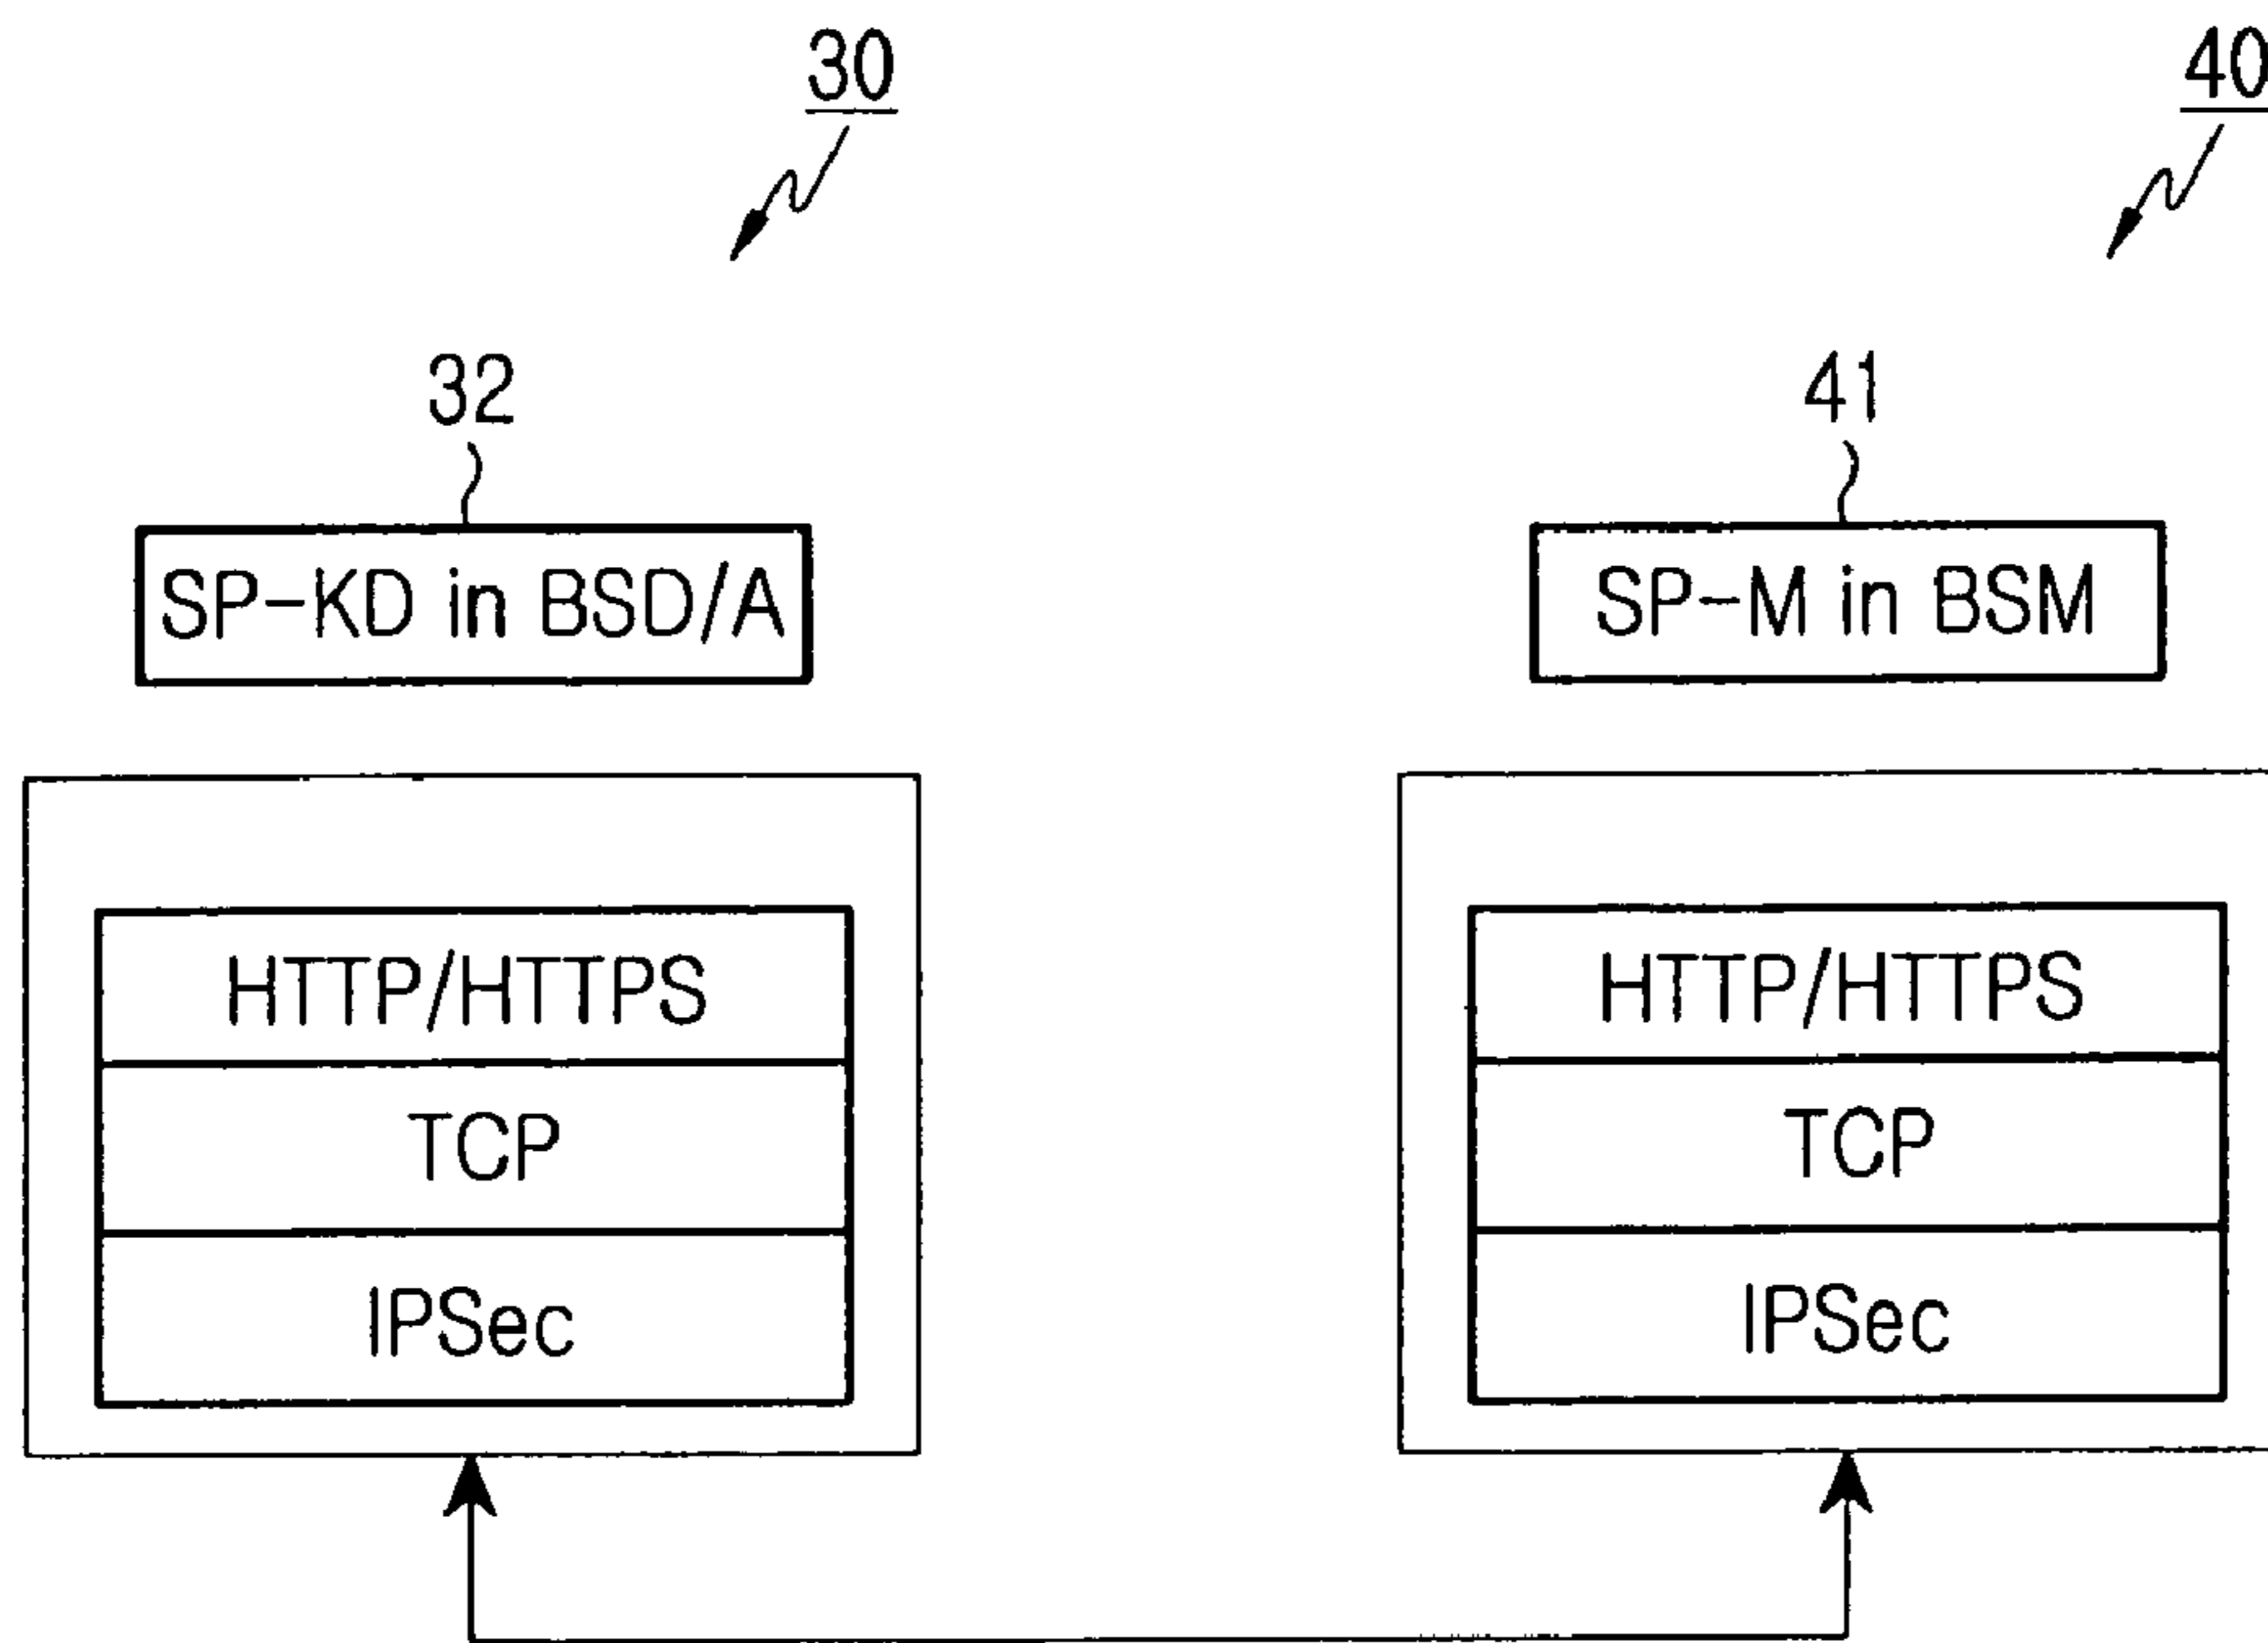 30
40
32
41
SP-KD in BSD/A
SP-M in BSM
HTTP/HTTPS
HTTP/HTTPS
TCP
TCP
IPSec
IPSec